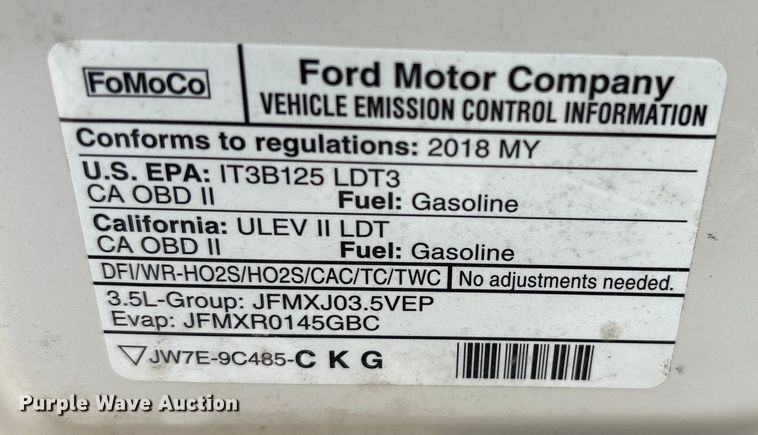 FoMoCo
Ford Motor Company
VEHICLE EMISSION CONTROL INFORMATION
Conforms to regulations: 2018 MY
U.S. EPA: IT3B125 LDT3
CA OBD II Fuel: Gasoline
California: ULEV II LDT
CA OBD II Fuel: Gasoline
DFI/WR-HO2S/HO2S/CAC/TC/TWC No adjustments needed.
3.5L-Group: JFMXJ03.5VEP
Evap: JFMXR0145GBC
JW7E-9C485-C K G
Purple Wave Auction